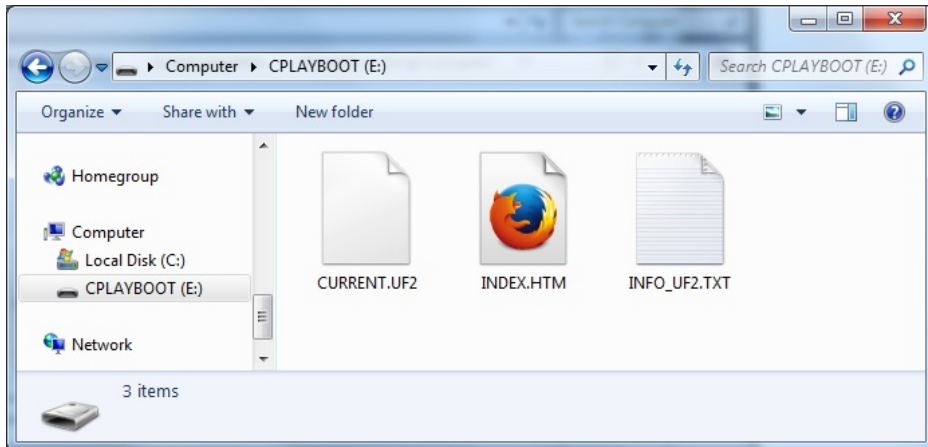 Computer ▸ CPLAYBOOT (E:)
Search CPLAYBOOT (E:)
Organize
Share with
New folder
Homegroup
Computer
Local Disk (C:)
CPLAYBOOT (E:)
Network
CURRENT.UF2
INDEX.HTM
INFO_UF2.TXT
3 items